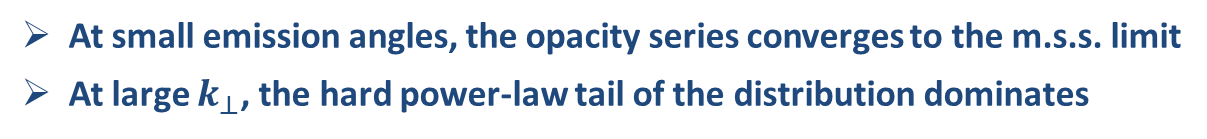 ➢ At small emission angles, the opacity series converges to the m.s.s. limit
➢ At large k⊥, the hard power-law tail of the distribution dominates